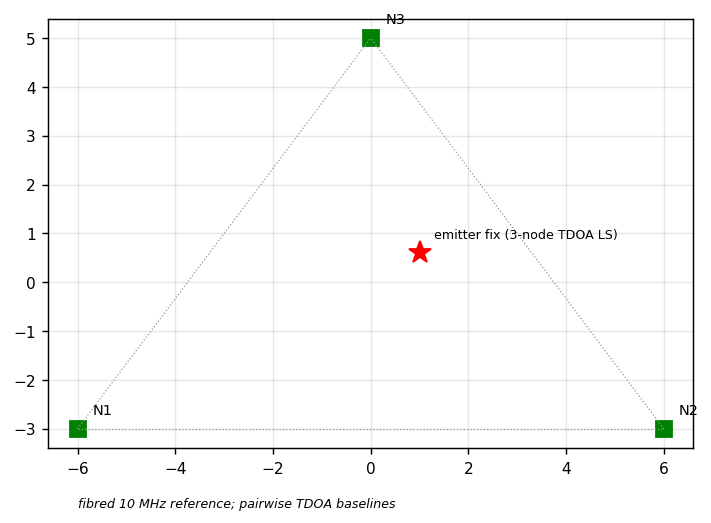 N3
5
4
3
2
emitter fix (3-node TDOA LS)
1
0
−1
−2
N1
N2
−3
−6 −4 −2 0 2 4 6
fibred 10 MHz reference; pairwise TDOA baselines